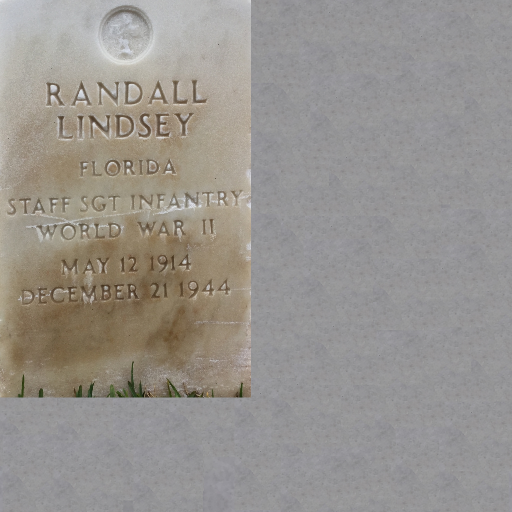 RANDALL
LINDSEY
FLORIDA
STAFF SGT INFANTRY
WORLD WAR II
MAY 12 1914
DECEMBER 21 1944